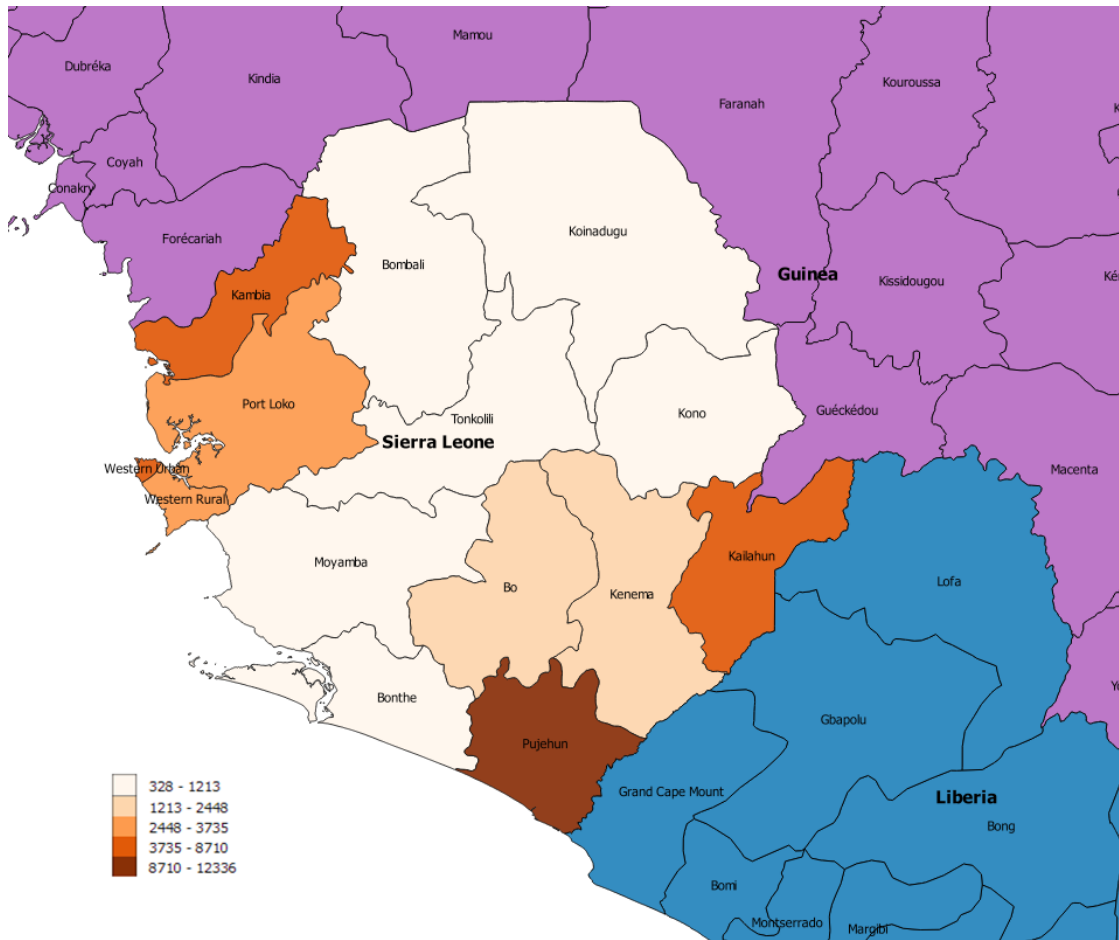 Mamou
Dubréka
Kindia
Kouroussa
Faranah
Coyah
Conakry
Forécariah
Koinadugu
Bombali
Guinea
Kissidougou
Kambia
Port Loko
Guéckédou
Kono
Tonkolili
Sierra Leone
Western Urban
Macenta
Western Rural
Kailahun
Moyamba
Lofa
Bo
Kenema
Bonthe
Gbapolu
Pujehun
Grand Cape Mount
Liberia
Bong
328 - 1213
1213 - 2448
2448 - 3735
3735 - 8710
8710 - 12336
Bomi
Montserrado
Margibi